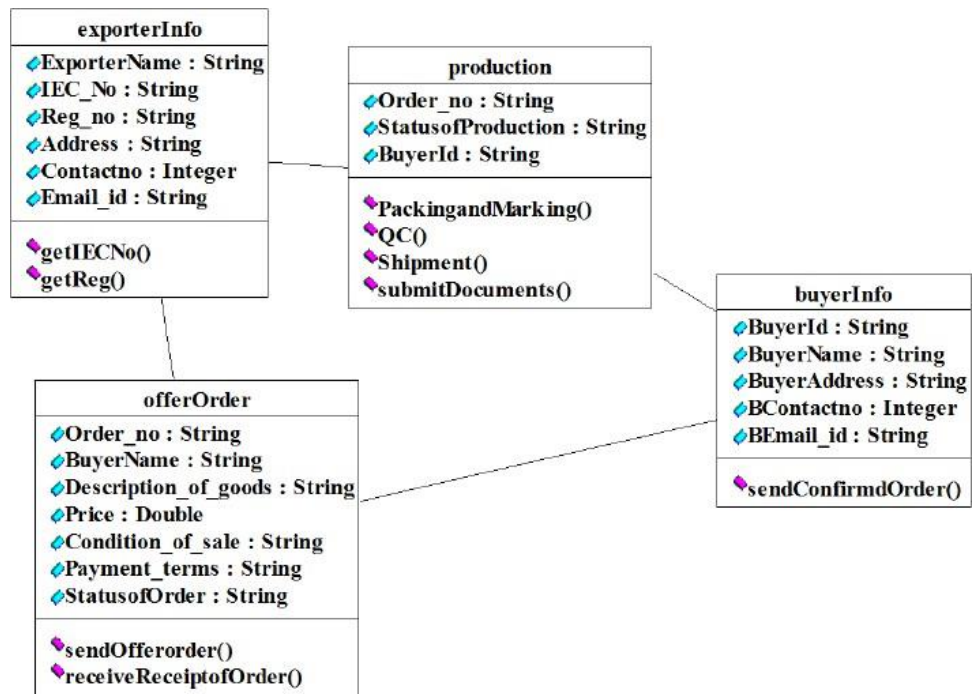 exporterInfo
ExporterName : String
IEC_No : String
Reg_no : String
Address : String
Contactno : Integer
Email_id : String
getIECNo()
getReg()
production
Order_no : String
StatusofProduction : String
BuyerId : String
PackingandMarking()
QC()
Shipment()
submitDocuments()
buyerInfo
BuyerId : String
BuyerName : String
BuyerAddress : String
BContactno : Integer
BEmail_id : String
sendConfirmdOrder()
offerOrder
Order_no : String
BuyerName : String
Description_of_goods : String
Price : Double
Condition_of_sale : String
Payment_terms : String
StatusofOrder : String
sendOfferorder()
receiveReceiptofOrder()